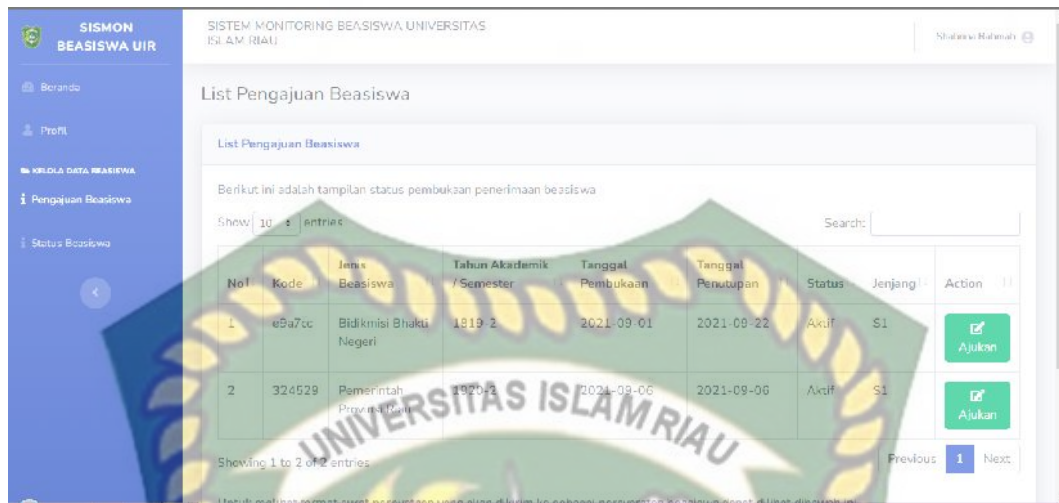 SISMON
BEASISWA UIR
SISTEM MONITORING BEASISWA UNIVERSITAS
ISLAM RIAU
Beranda
Profil
KELOLA DATA BEASISWA
Pengajuan Beasiswa
Status Beasiswa
List Pengajuan Beasiswa
List Pengajuan Beasiswa
Berikut ini adalah tampilan status pembukaan penerimaan beasiswa
Show 10 entries
Search:
No Kode Jenis Beasiswa Tahun Akademik / Semester Tanggal Pembukaan Tanggal Penutupan Status Jenjang Action
1 e9a7cc Bidikmisi Bhakti Negeri 1819-2 2021-09-01 2021-09-22 Aktif S1 Ajukan
2 324529 Pemerintah Provinsi Riau 1920-2 2021-09-06 2021-09-06 Aktif S1 Ajukan
UNIVERSITAS ISLAM RIAU
Showing 1 to 2 of 2 entries
Previous 1 Next